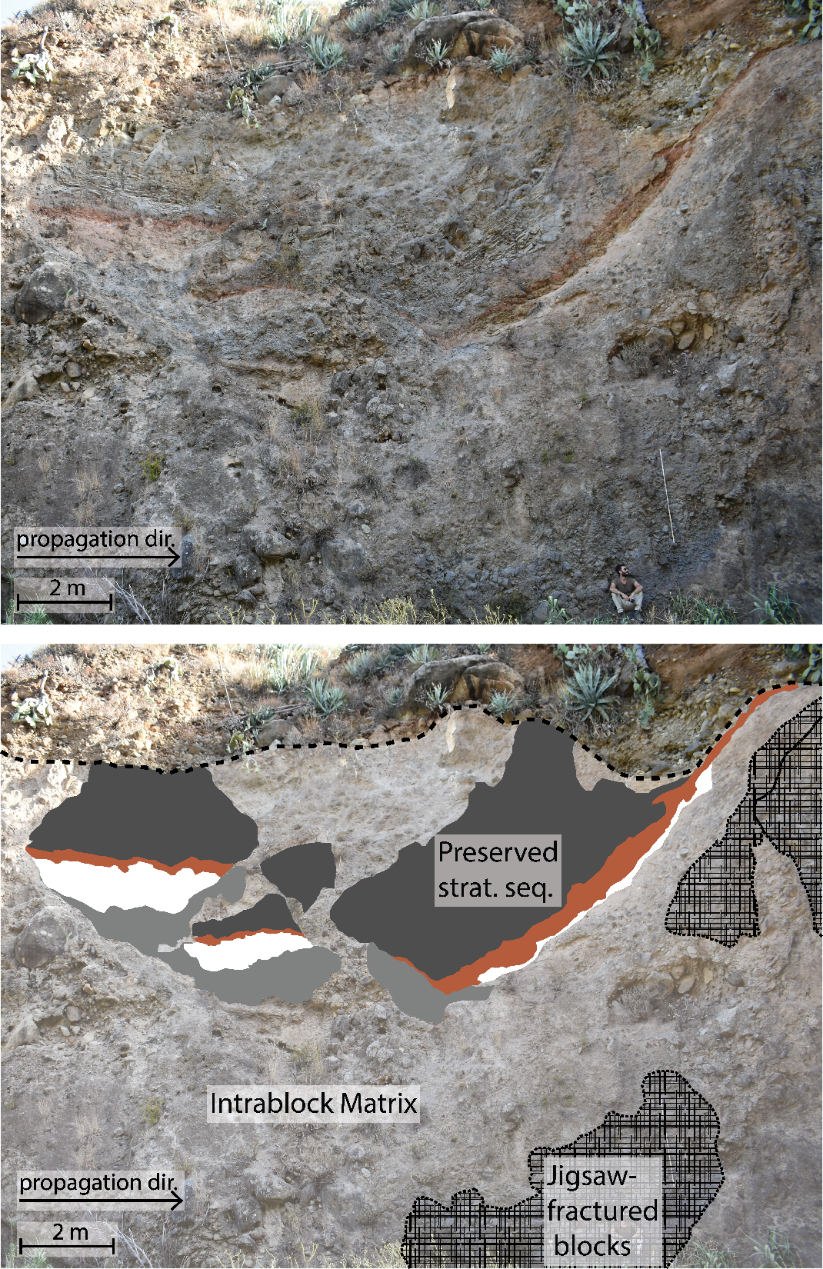 propagation dir.
2 m
Preserved
strat. seq.
Intrablock Matrix
propagation dir.
2 m
Jigsaw-
fractured
blocks